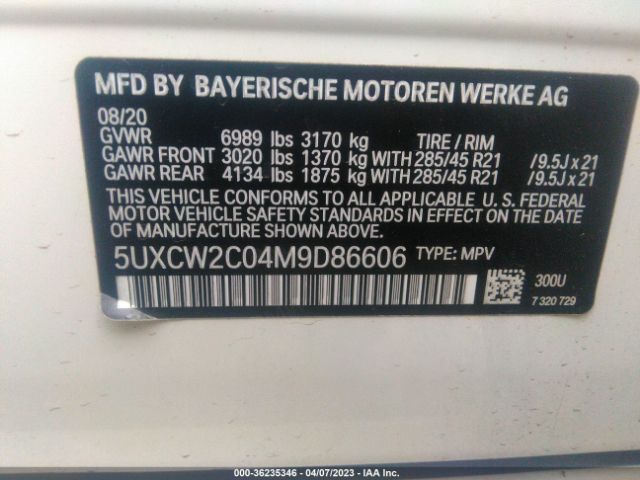 MFD BY BAYERISCHE MOTOREN WERKE AG
08/20
GVWR 6989 lbs 3170 kg TIRE / RIM
GAWR FRONT 3020 lbs 1370 kg WITH 285/45 R21 /9.5J x 21
GAWR REAR 4134 lbs 1875 kg WITH 285/45 R21 /9.5J x 21
THIS VEHICLE CONFORMS TO ALL APPLICABLE U. S. FEDERAL
MOTOR VEHICLE SAFETY STANDARDS IN EFFECT ON THE DATE
OF MANUFACTURE SHOWN ABOVE.
5UXCW2C04M9D86606 TYPE: MPV
300U
7 320 729
000-36235346 - 04/07/2023 - IAA Inc.